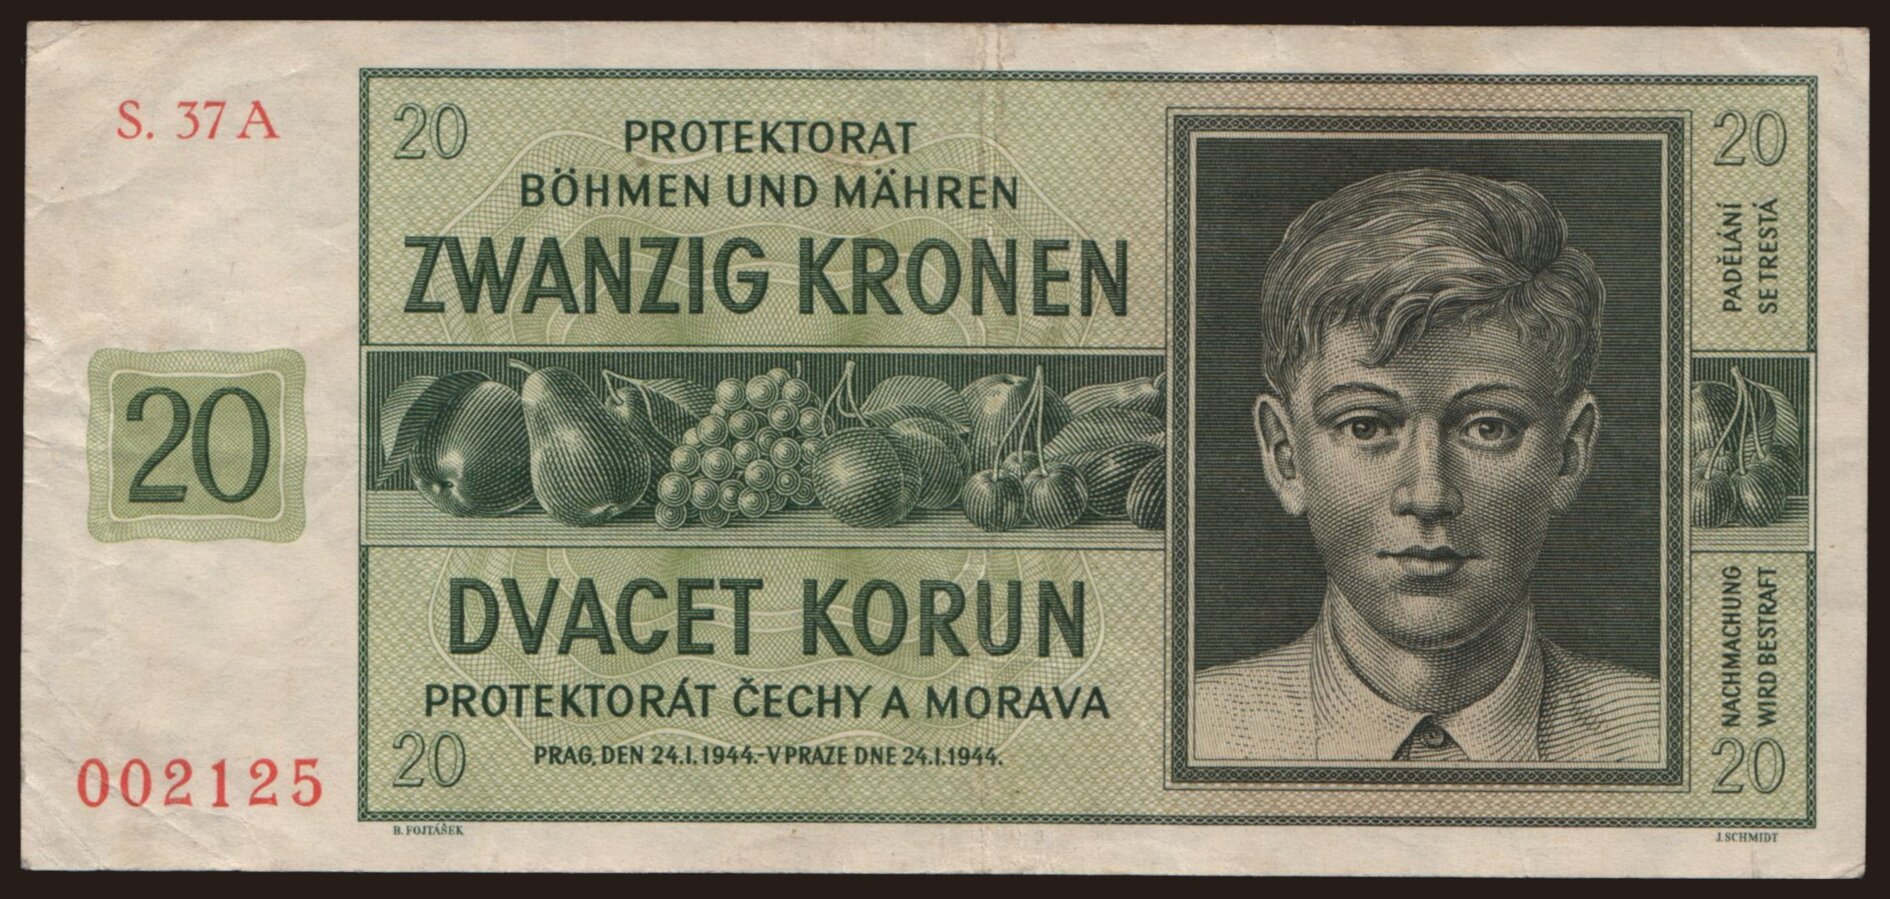 S. 37 A
20
20
PROTEKTORAT
BÖHMEN UND MÄHREN
ZWANZIG KRONEN
PADĚLÁNÍ
SE TRESTÁ
20
DVACET KORUN
PROTEKTORÁT ČECHY A MORAVA
NACHMACHUNG
WIRD BESTRAFT
20
PRAG, DEN 24.I.1944.-V PRAZE DNE 24.I.1944.
20
002125
B. FOJTÁŠEK
J. SCHMIDT